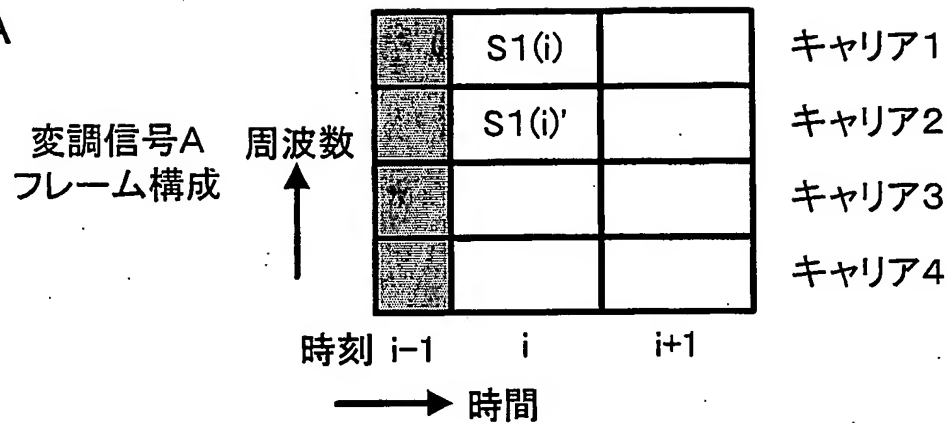 A
S1(i)
キャリア1
S1(i)'
キャリア2
変調信号A
フレーム構成
周波数
キャリア3
キャリア4
時刻 i-1 i i+1
時間